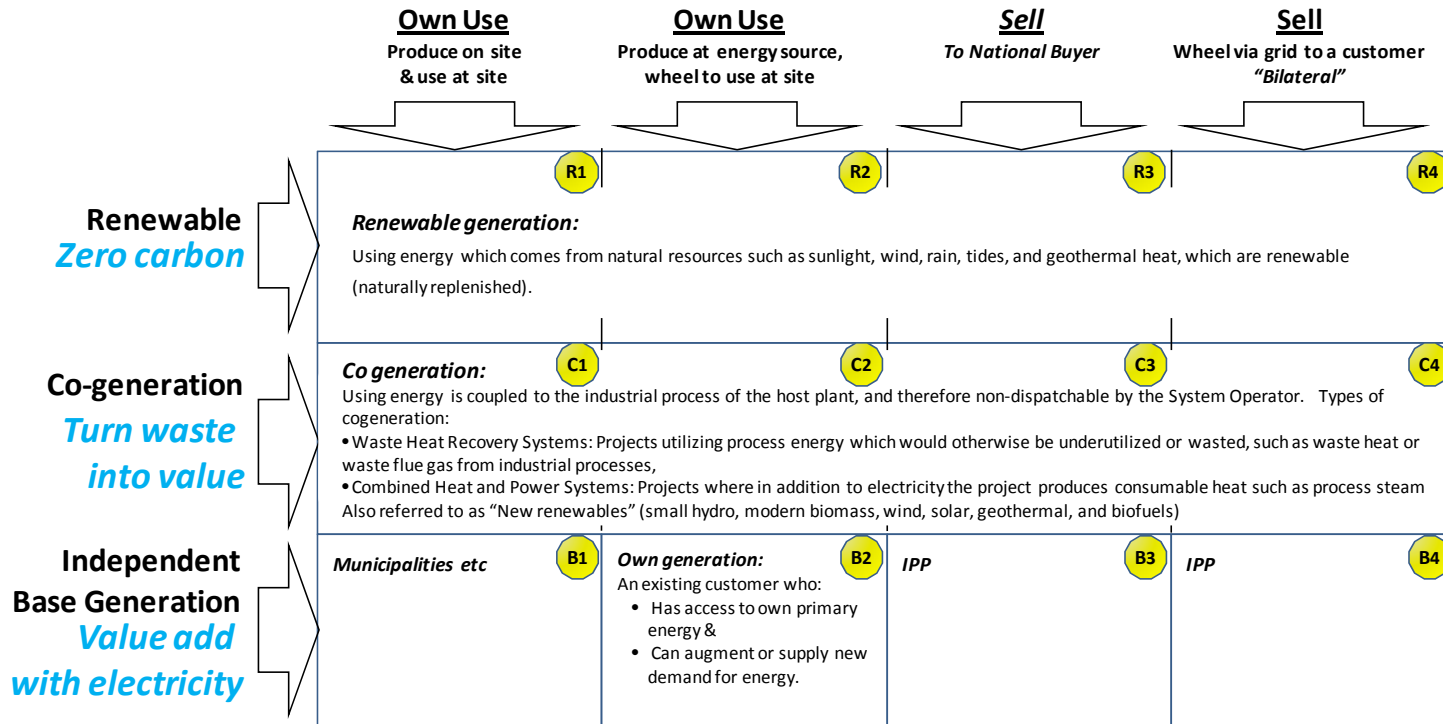 Own Use
Produce on site
& use at site
Own Use
Produce at energy source,
wheel to use at site
Sell
To National Buyer
Sell
Wheel via grid to a customer
"Bilateral"
Renewable
Zero carbon
R1
R2
R3
R4
Renewable generation:
Using energy which comes from natural resources such as sunlight, wind, rain, tides, and geothermal heat, which are renewable
(naturally replenished).
Co-generation
Turn waste
into value
C1
C2
C3
C4
Co generation:
Using energy is coupled to the industrial process of the host plant, and therefore non-dispatchable by the System Operator. Types of
cogeneration:
•Waste Heat Recovery Systems: Projects utilizing process energy which would otherwise be underutilized or wasted, such as waste heat or
waste flue gas from industrial processes,
•Combined Heat and Power Systems: Projects where in addition to electricity the project produces consumable heat such as process steam
Also referred to as “New renewables” (small hydro, modern biomass, wind, solar, geothermal, and biofuels)
Independent
Base Generation
Value add
with electricity
Municipalities etc
B1
Own generation:
B2
An existing customer who:
• Has access to own primary
energy &
• Can augment or supply new
demand for energy.
IPP
B3
IPP
B4